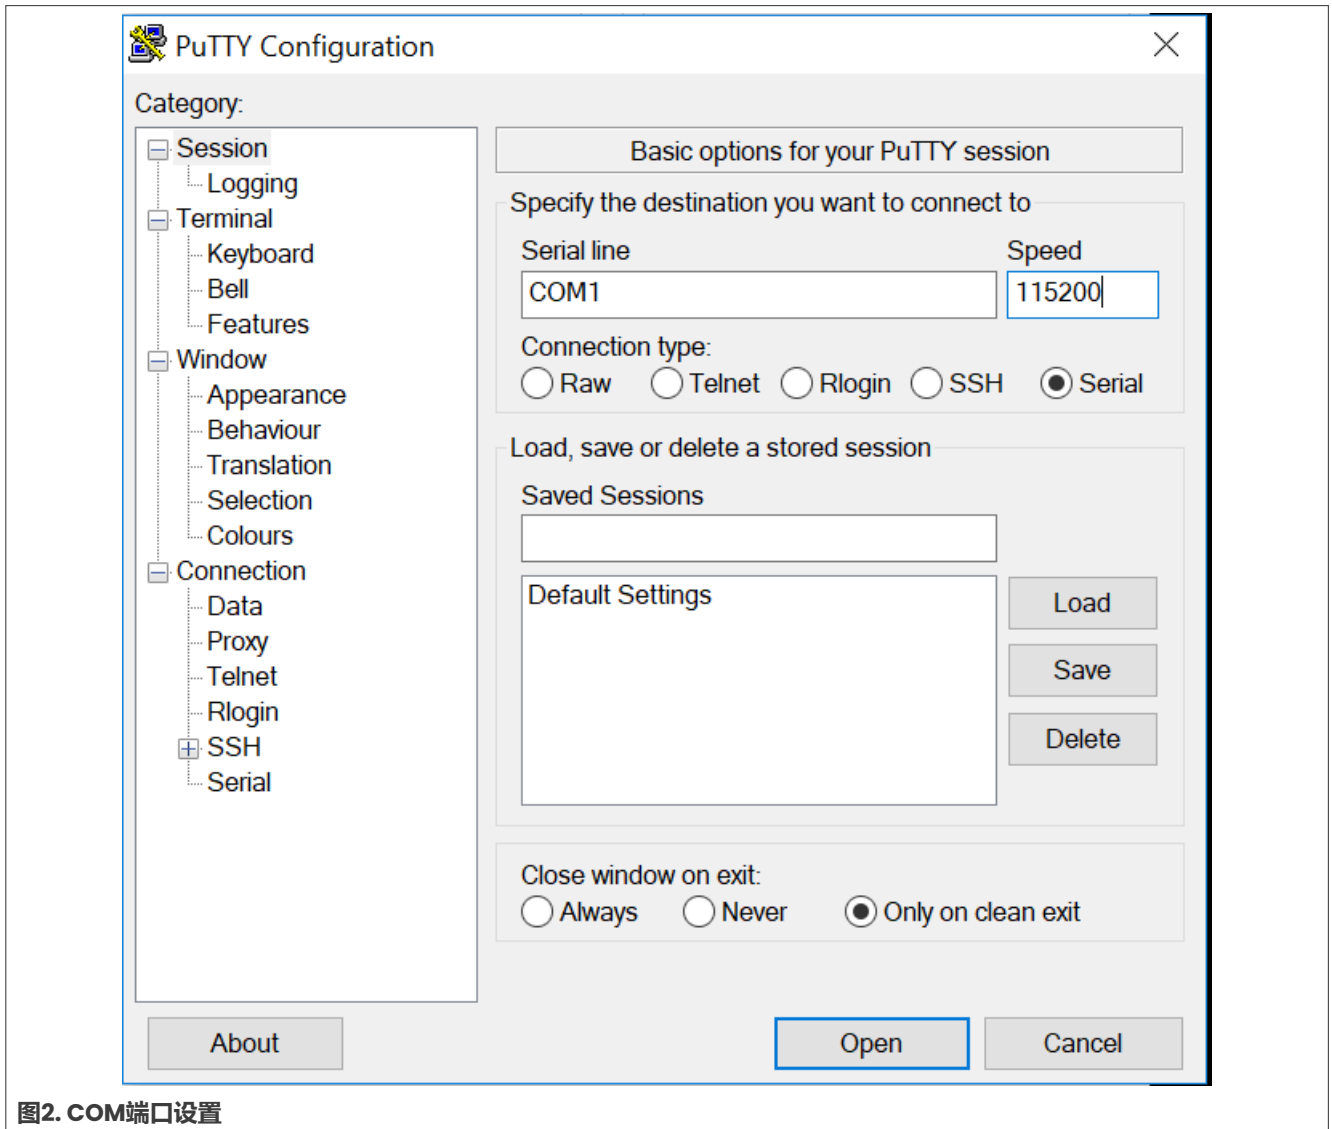 PuTTY Configuration
Category:
Session
Logging
Terminal
Keyboard
Bell
Features
Window
Appearance
Behaviour
Translation
Selection
Colours
Connection
Data
Proxy
Telnet
Rlogin
SSH
Serial
Basic options for your PuTTY session
Specify the destination you want to connect to
Serial line Speed
COM1 115200
Connection type:
Raw Telnet Rlogin SSH Serial
Load, save or delete a stored session
Saved Sessions
Default Settings
Load
Save
Delete
Close window on exit:
Always Never Only on clean exit
About Open Cancel
图2. COM端口设置